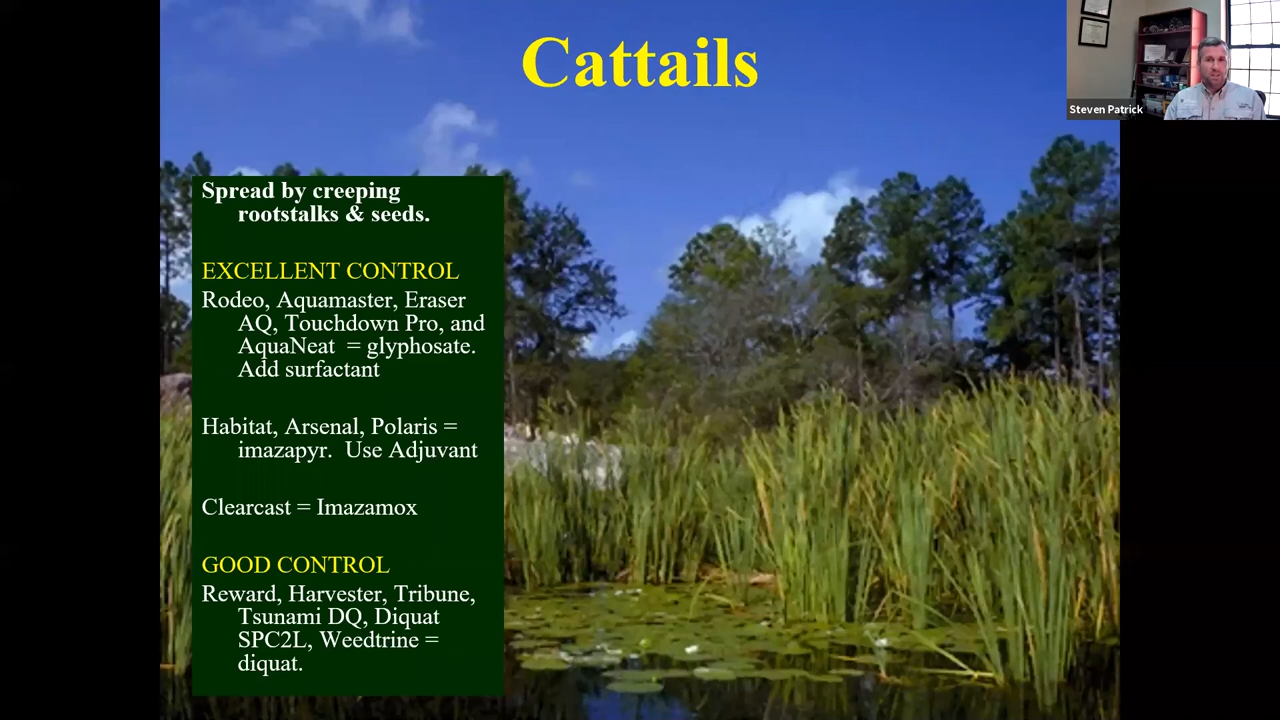 Cattails
Steven Patrick
Spread by creeping
rootstalks & seeds.
EXCELLENT CONTROL
Rodeo, Aquamaster, Eraser
AQ, Touchdown Pro, and
AquaNeat = glyphosate.
Add surfactant
Habitat, Arsenal, Polaris =
imazapyr. Use Adjuvant
Clearcast = Imazamox
GOOD CONTROL
Reward, Harvester, Tribune,
Tsunami DQ, Diquat
SPC2L, Weedtrine =
diquat.